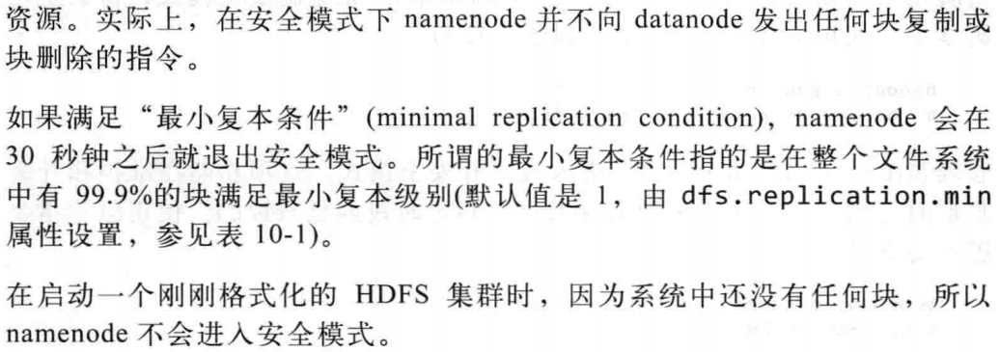 资源。实际上，在安全模式下 namenode 并不向 datanode 发出任何块复制或
块删除的指令。
如果满足“最小复本条件”(minimal replication condition)，namenode 会在
30 秒钟之后就退出安全模式。所谓的最小复本条件指的是在整个文件系统
中有 99.9%的块满足最小复本级别(默认值是 1，由 dfs.replication.min
属性设置，参见表 10-1)。
在启动一个刚刚格式化的 HDFS 集群时，因为系统中还没有任何块，所以
namenode 不会进入安全模式。